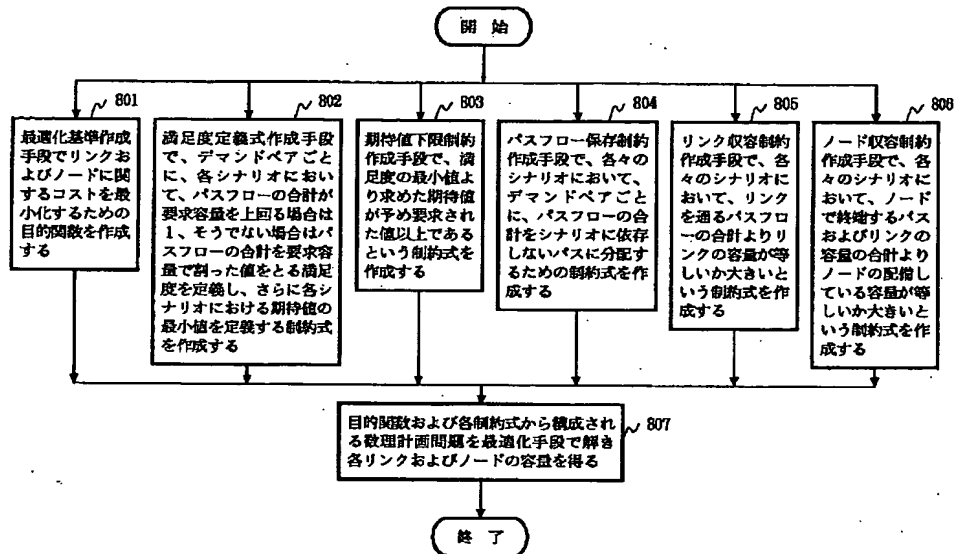 開 始
801
最適化基準作成
手段でリンクお
よびノードに関
するコストを最
小化するための
目的関数を作成
する
802
満足度定義式作成手段
で、デマンドペアごと
に、各シナリオにおい
て、パスフローの合計が
要求容量を上回る場合は
1、そうでない場合はパ
スフローの合計を要求容
量で割った値をとる満足
度を定義し、さらに各シ
ナリオにおける期待値の
最小値を定義する制約式
を作成する
803
期待値下限制約
作成手段で、満
足度の最小値よ
り求めた期待値
が予め要求され
た値以上である
という制約式を
作成する
804
パスフロー保存制約
作成手段で、各々の
シナリオにおいて、
デマンドペアごと
に、パスフローの合
計をシナリオに依存
しないパスに分配す
るための制約式を作
成する
805
リンク収容制約
作成手段で、各
々のシナリオに
おいて、リンク
を通るパスフロ
ーの合計よりリ
ンクの容量が等
しいか大きいと
いう制約式を作
成する
806
ノード収容制約
作成手段で、各
々のシナリオに
おいて、ノード
で終端するパス
およびリンクの
容量の合計より
ノードの配備し
ている容量が等
しいか大きいと
いう制約式を作
成する
目的関数および各制約式から構成され
る数理計画問題を最適化手段で解き
各リンクおよびノードの容量を得る
807
終 了